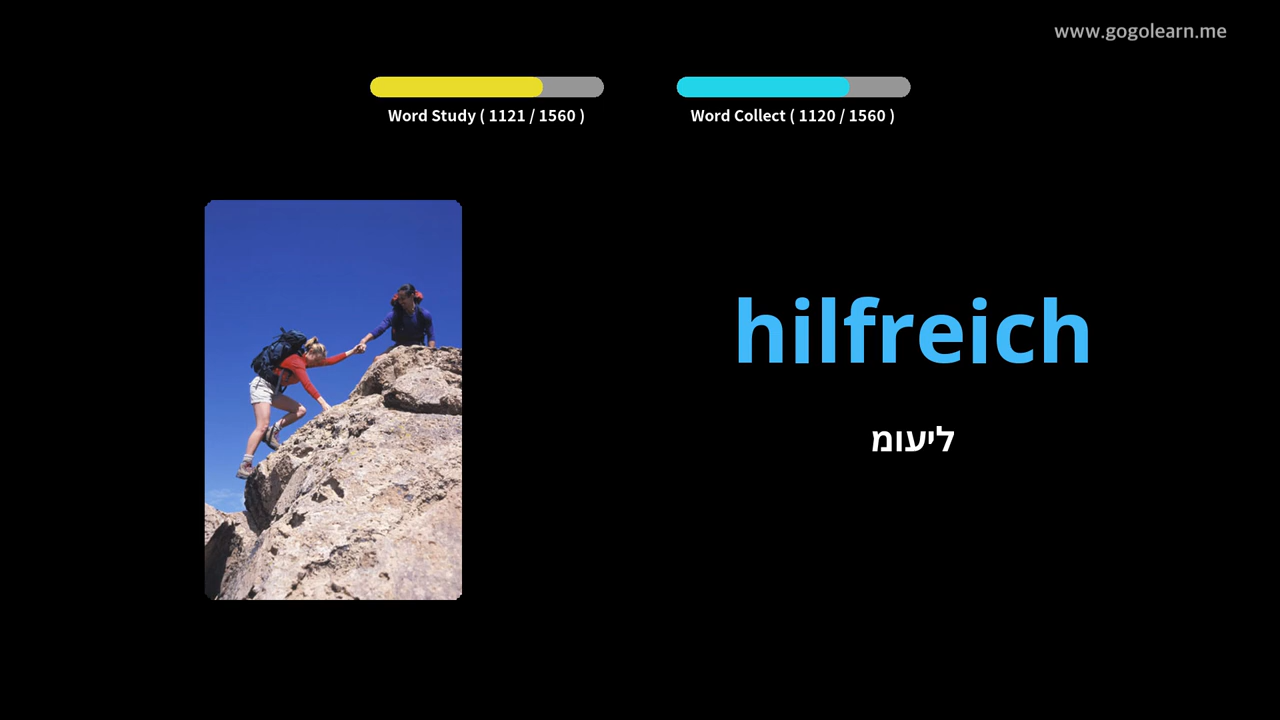 www.gogolearn.me
Word Study ( 1121 / 1560 )
Word Collect ( 1120 / 1560 )
hilfreich
ליעומ